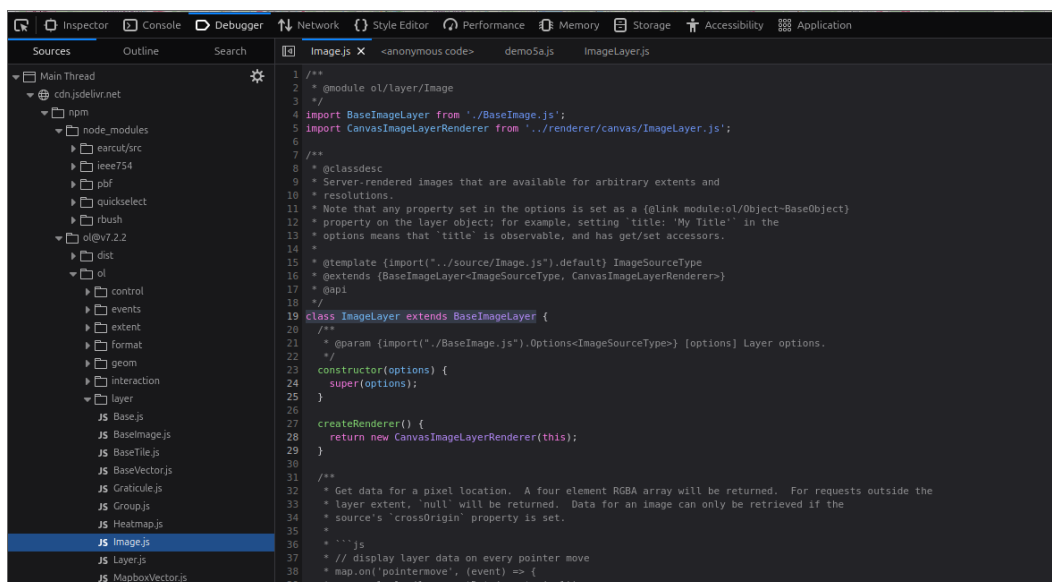 Inspector Console Debugger Network Style Editor Performance Memory Storage Accessibility Application
Sources Outline Search
Main Thread
cdn.jsdelivr.net
npm
node_modules
earcut/src
ieee754
pbf
quickselect
rbush
ol@v7.2.2
dist
ol
control
events
extent
format
geom
interaction
layer
JS Base.js
JS BaseImage.js
JS BaseTile.js
JS BaseVector.js
JS Graticule.js
JS Group.js
JS Heatmap.js
JS Image.js
JS Layer.js
JS MapboxVector.js
Image.js <anonymous code> demo5a.js ImageLayer.js
1 /**
2 * @module ol/layer/Image
3 */
4 import BaseImageLayer from './BaseImage.js';
5 import CanvasImageLayerRenderer from '../renderer/canvas/ImageLayer.js';
6
7 /**
8 * @classdesc
9 * Server-rendered images that are available for arbitrary extents and
10 * resolutions.
11 * Note that any property set in the options is set as a {@link module:ol/Object~BaseObject}
12 * property on the layer object; for example, setting `title: 'My Title'` in the
13 * options means that `title` is observable, and has get/set accessors.
14 *
15 * @template {import("../source/Image.js").default} ImageSourceType
16 * @extends {BaseImageLayer<ImageSourceType, CanvasImageLayerRenderer>}
17 * @api
18 */
19 class ImageLayer extends BaseImageLayer {
20 /**
21 * @param {import("./BaseImage.js").Options<ImageSourceType>} [options] Layer options.
22 */
23 constructor(options) {
24 super(options);
25 }
26
27 createRenderer() {
28 return new CanvasImageLayerRenderer(this);
29 }
30
31 /**
32 * Get data for a pixel location. A four element RGBA array will be returned. For requests outside the
33 * layer extent, `null` will be returned. Data for an image can only be retrieved if the
34 * source's `crossOrigin` property is set.
35 *
36 * ```js
37 * // display layer data on every pointer move
38 * map.on('pointermove', (event) => {